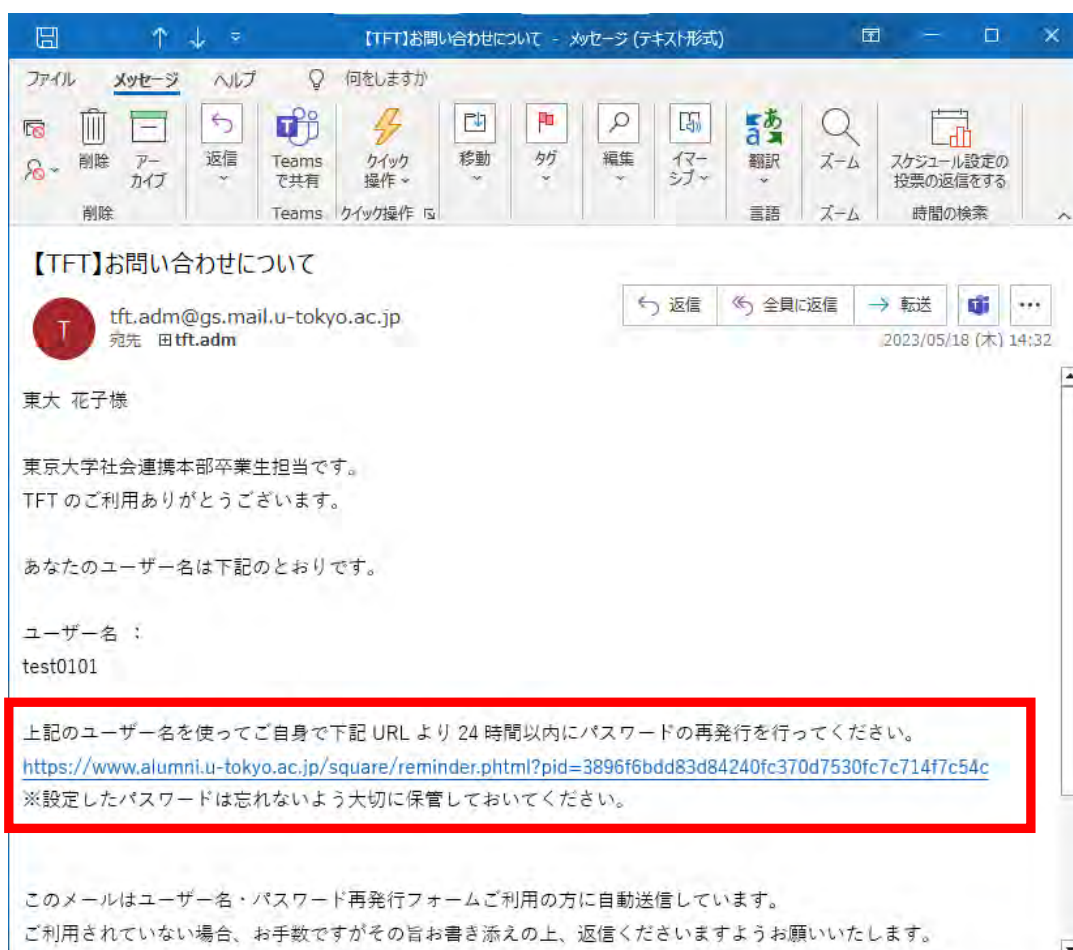 【TFT】お問い合わせについて - メッセージ (テキスト形式)
ファイル メッセージ ヘルプ 何をしますか
削除
アーカイブ
削除
返信
Teams で共有
Teams
クイック操作
クイック操作
移動
タグ
編集
イマーシブ
翻訳
言語
ズーム
ズーム
スケジュール設定の
投票の返信をする
時間の検索
【TFT】お問い合わせについて
T
tft.adm@gs.mail.u-tokyo.ac.jp
宛先 tft.adm
返信 全員に返信 転送
2023/05/18 (木) 14:32
東大 花子様
東京大学社会連携本部卒業生担当です。
TFT のご利用ありがとうございます。
あなたのユーザー名は下記のとおりです。
ユーザー名 :
test0101
上記のユーザー名を使ってご自身で下記 URL より 24 時間以内にパスワードの再発行を行ってください。
https://www.alumni.u-tokyo.ac.jp/square/reminder.phtml?pid=3896f6bdd83d84240fc370d7530fc7c714f7c54c
※設定したパスワードは忘れないよう大切に保管しておいてください。
このメールはユーザー名・パスワード再発行フォームご利用の方に自動送信しています。
ご利用されていない場合、お手数ですがその旨お書き添えの上、返信くださいますようお願いいたします。